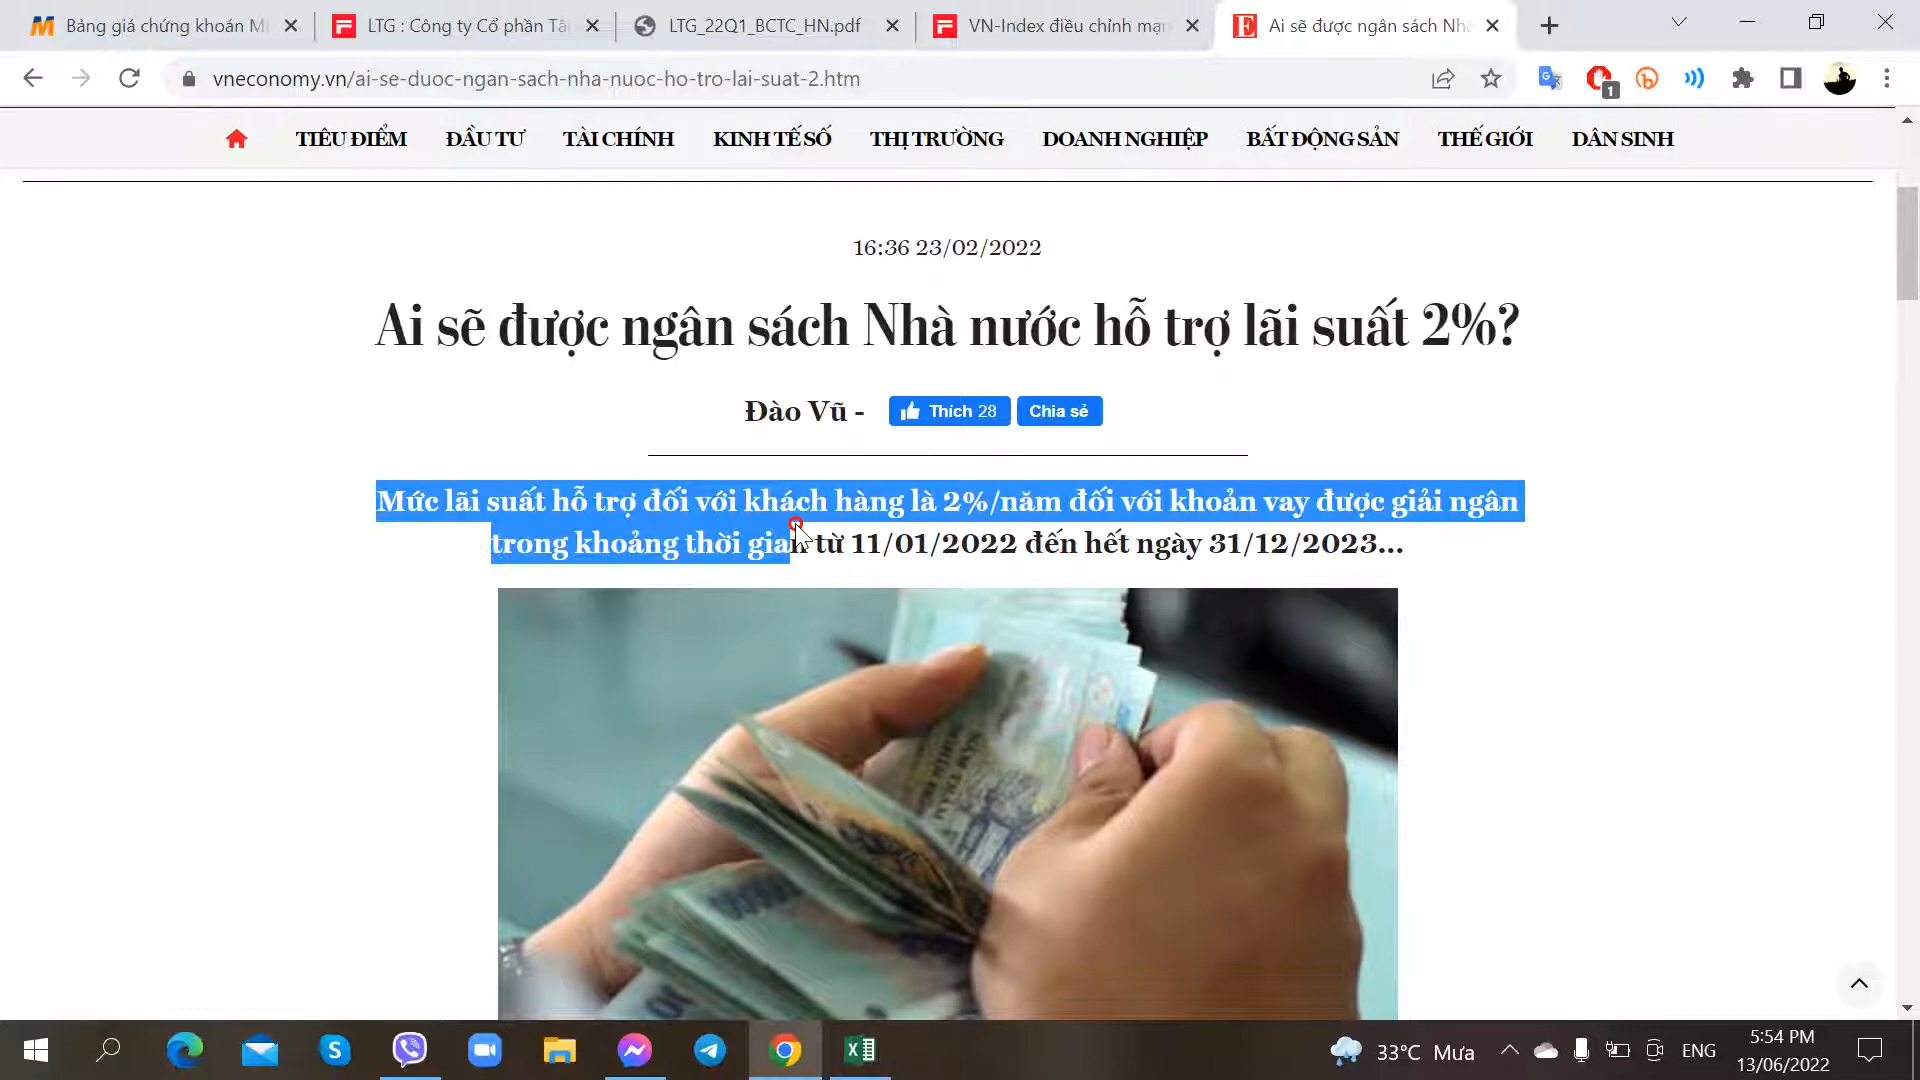 Bảng giá chứng khoán Mi
LTG : Công ty Cổ phần Tậ
LTG_22Q1_BCTC_HN.pdf
VN-Index điều chỉnh mạn
Ai sẽ được ngân sách Nhà
vneconomy.vn/ai-se-duoc-ngan-sach-nha-nuoc-ho-tro-lai-suat-2.htm
1
TIÊU ĐIỂM ĐẦU TƯ TÀI CHÍNH KINH TẾ SỐ THỊ TRƯỜNG DOANH NGHIỆP BẤT ĐỘNG SẢN THẾ GIỚI DÂN SINH
16:36 23/02/2022
Ai sẽ được ngân sách Nhà nước hỗ trợ lãi suất 2%?
Đào Vũ -
Thích 28
Chia sẻ
Mức lãi suất hỗ trợ đối với khách hàng là 2%/năm đối với khoản vay được giải ngân
trong khoảng thời gian từ 11/01/2022 đến hết ngày 31/12/2023...
NĂM TRĂM
33°C Mưa
ENG
5:54 PM
13/06/2022